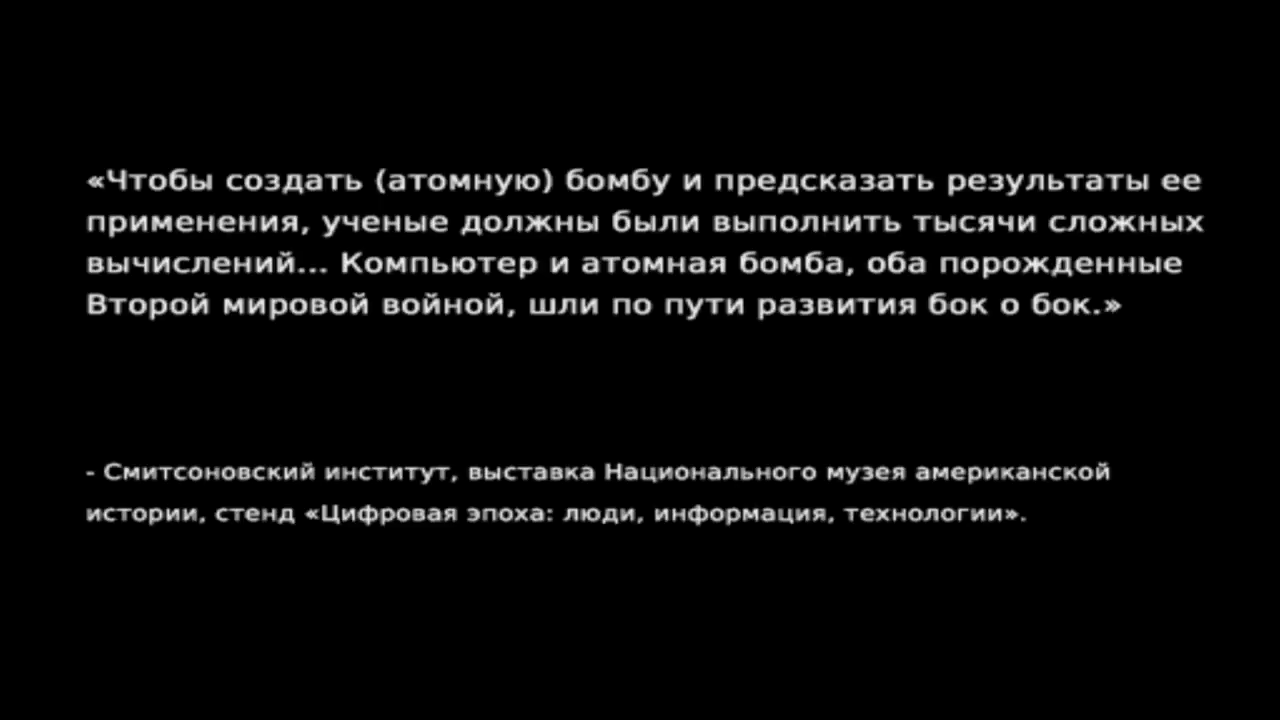 «Чтобы создать (атомную) бомбу и предсказать результаты ее
применения, ученые должны были выполнить тысячи сложных
вычислений... Компьютер и атомная бомба, оба порожденные
Второй мировой войной, шли по пути развития бок о бок.»
- Смитсоновский институт, выставка Национального музея американской
истории, стенд «Цифровая эпоха: люди, информация, технологии».